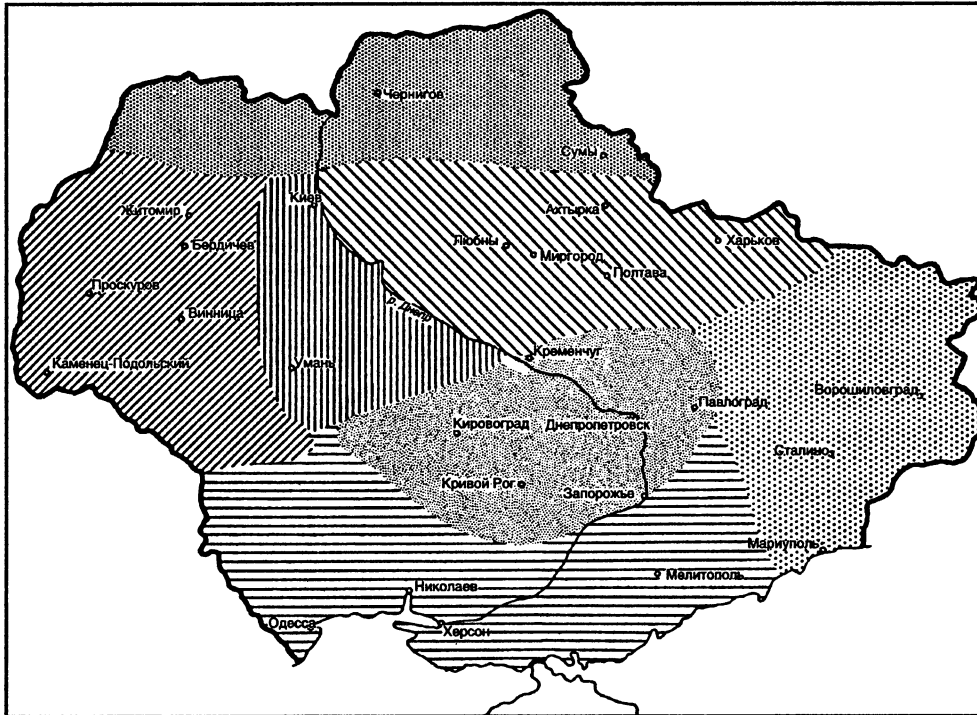 Чернигов
Сумы
Киев
Житомир
Ахтырка
Бердичев
Любны
Миргород
Харьков
Полтава
Проскуров
р. Днепр
Винница
Кременчуг
Каменец-Подольский
Умань
Ворошиловград
Павлоград
Кировоград
Днепропетровск
Сталино
Кривой Рог
Запорожье
Мариуполь
Мелитополь
Николаев
Одесса
Херсон